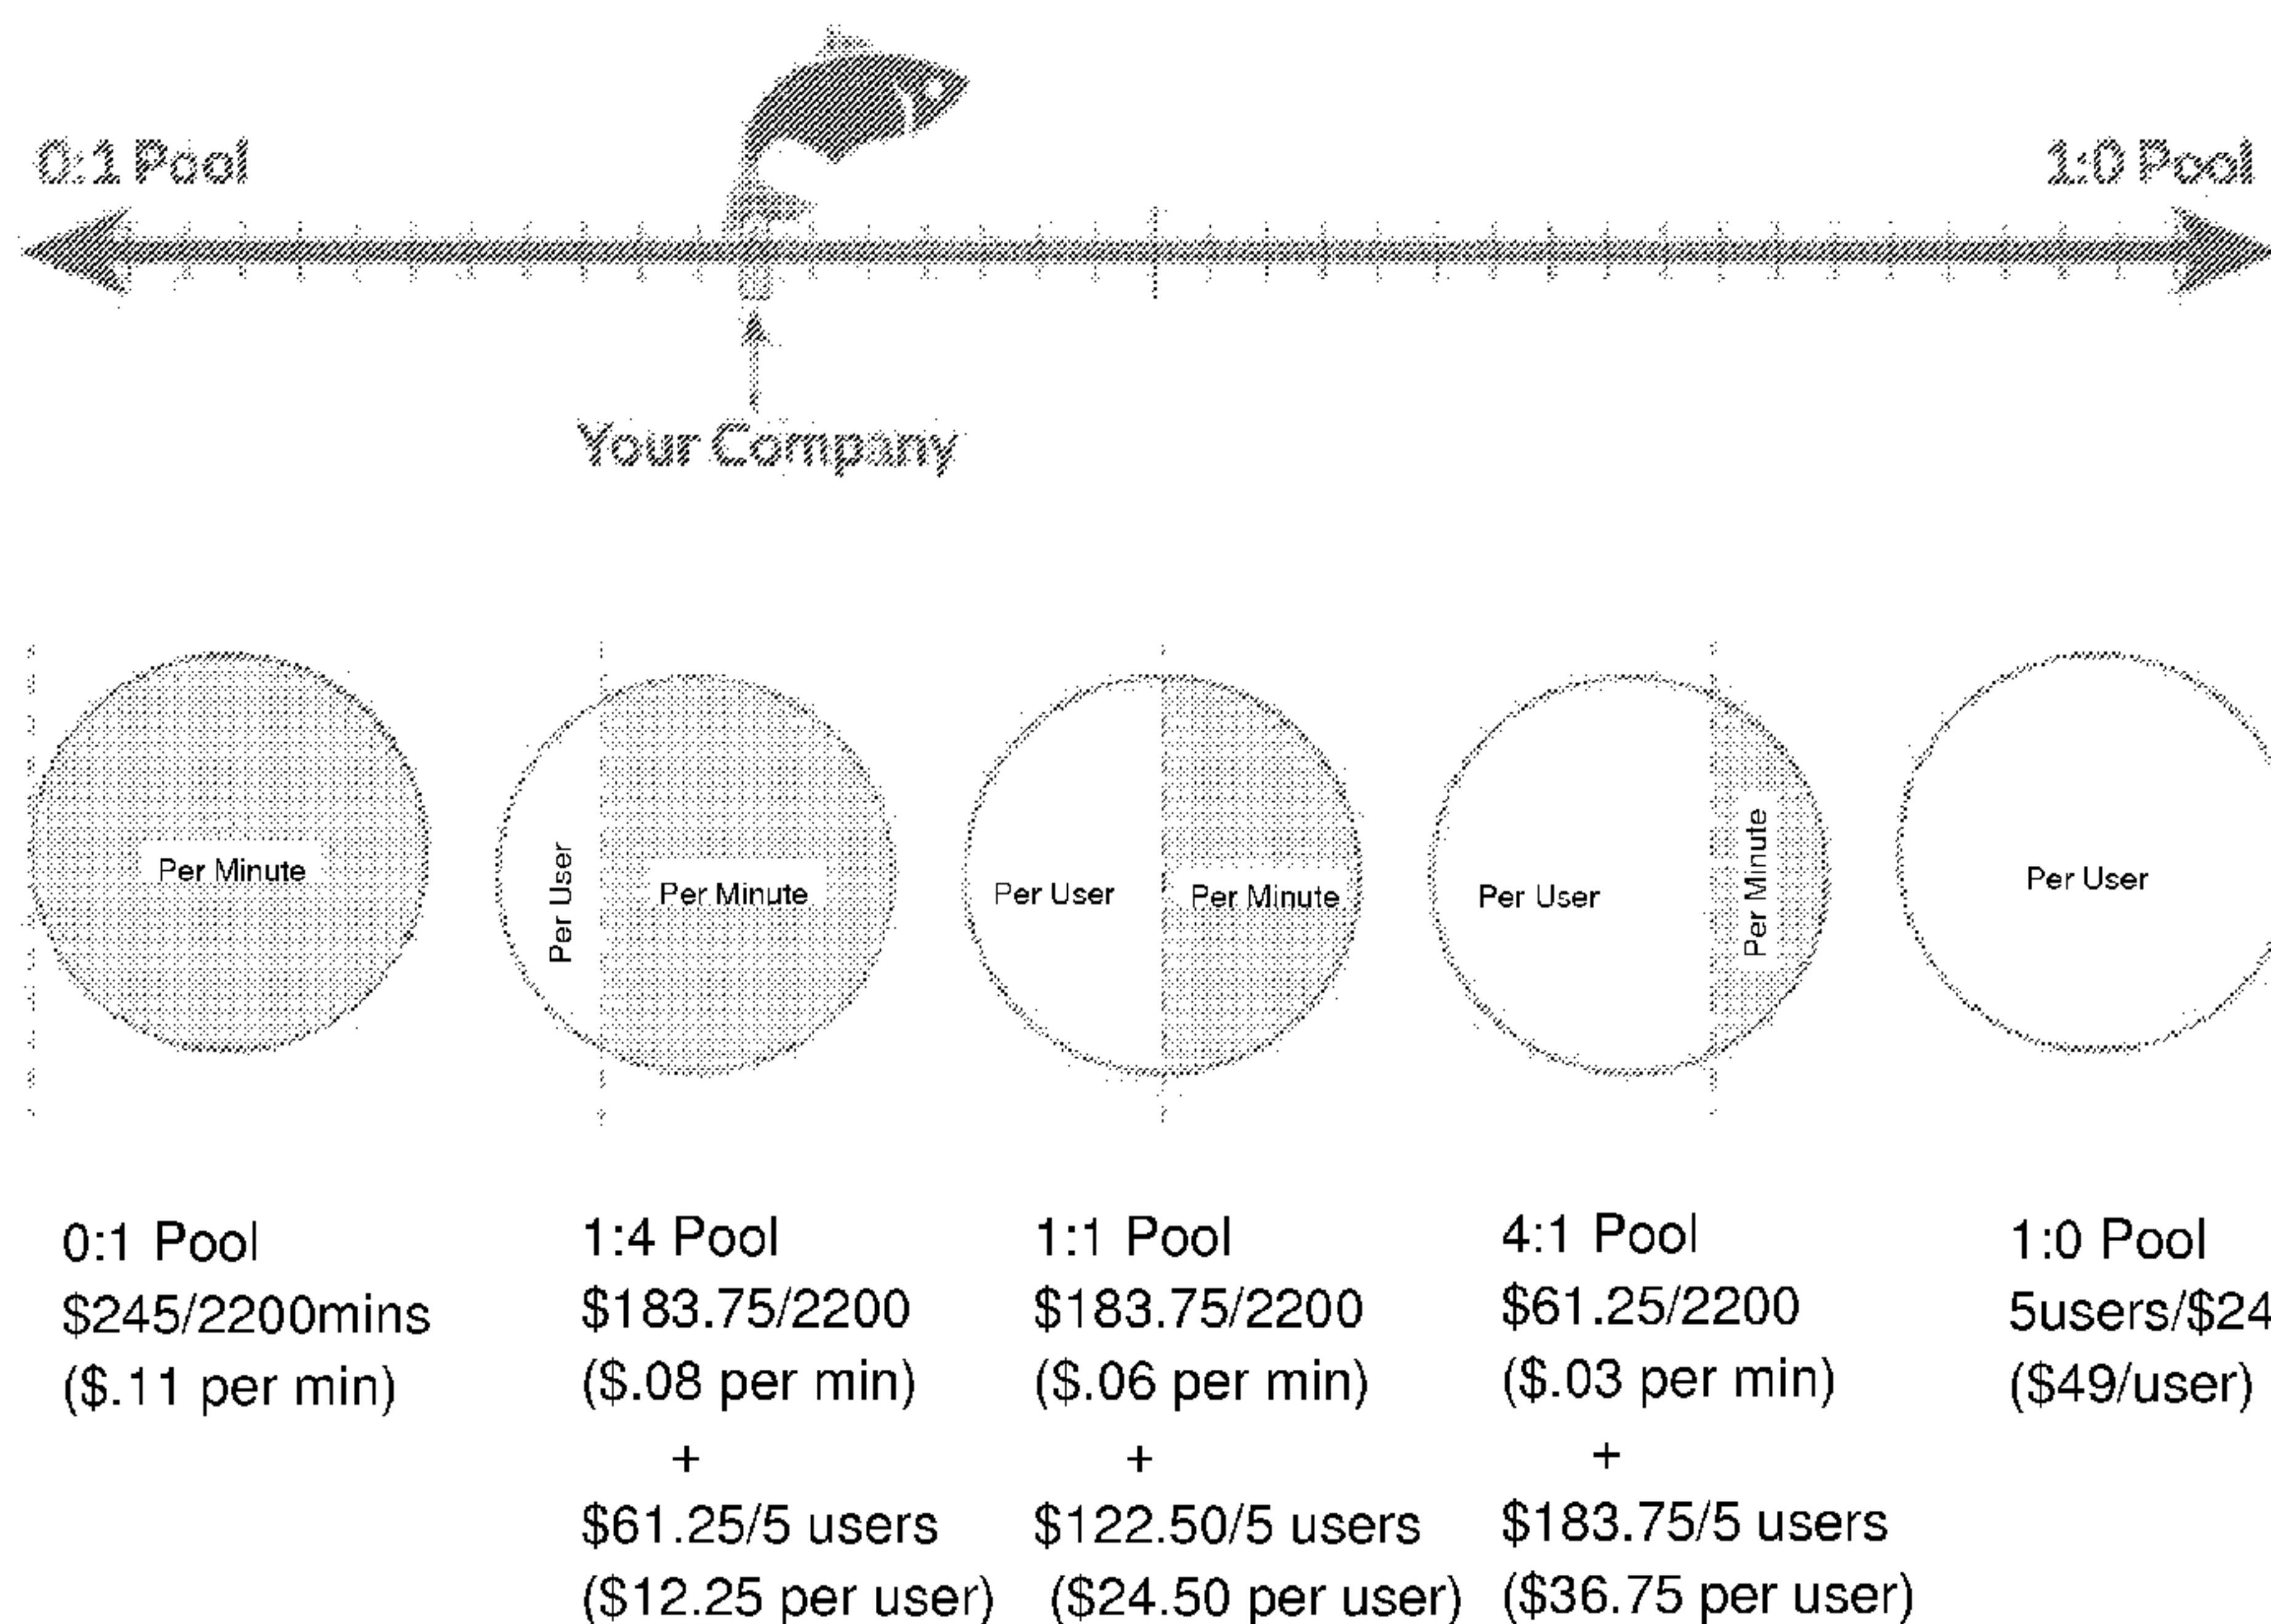 0:1 Pool
1:0 Pool
Your Company
Per Minute
Per User
Per Minute
Per User
Per Minute
Per User
Per Minute
Per User
0:1 Pool
$245/2200mins
($.11 per min)
1:4 Pool
$183.75/2200
($.08 per min)
+
$61.25/5 users
($12.25 per user)
1:1 Pool
$183.75/2200
($.06 per min)
+
$122.50/5 users
($24.50 per user)
4:1 Pool
$61.25/2200
($.03 per min)
+
$183.75/5 users
($36.75 per user)
1:0 Pool
5users/$24
($49/user)